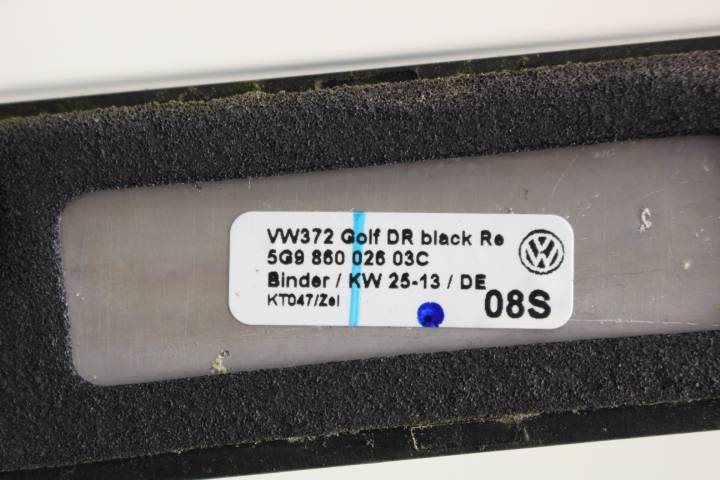 VW372 Golf DR black Re
5G9 860 026 03C
Binder / KW 25-13 / DE
KT047/Zel
08S